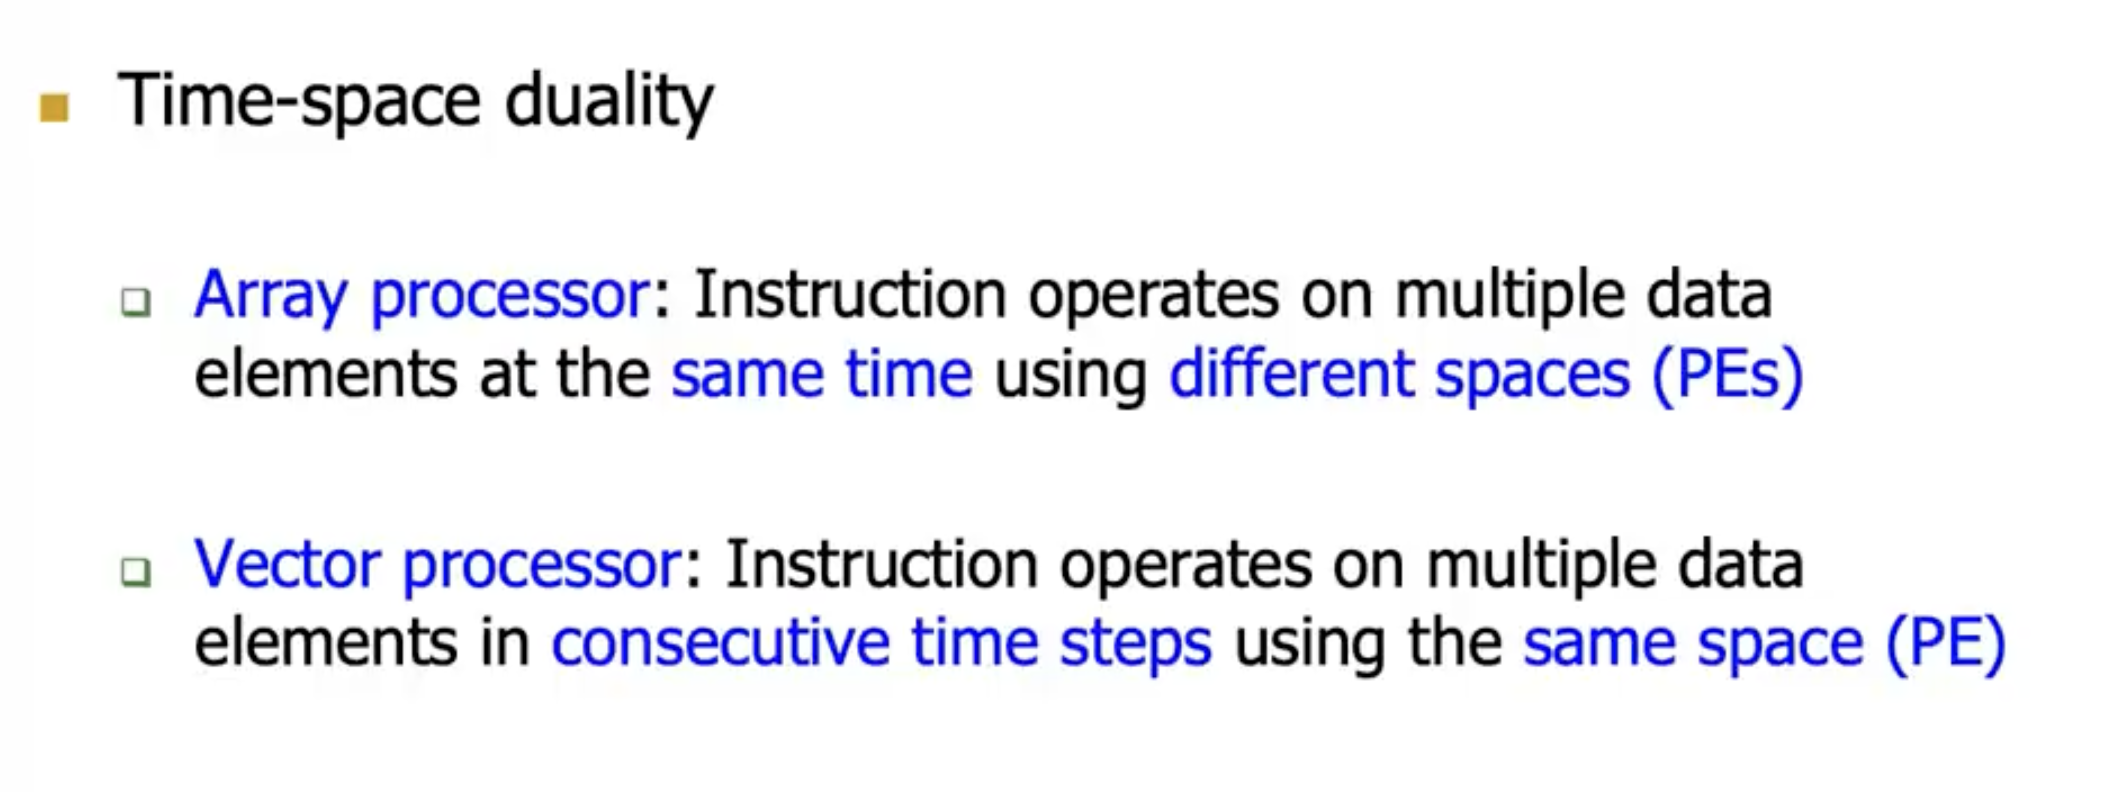 Time-space duality
Array processor: Instruction operates on multiple data
elements at the same time using different spaces (PEs)
Vector processor: Instruction operates on multiple data
elements in consecutive time steps using the same space (PE)